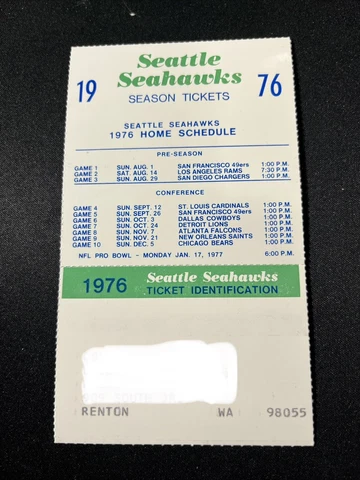 19 Seattle Seahawks 76
SEASON TICKETS
SEATTLE SEAHAWKS
1976 HOME SCHEDULE
PRE-SEASON
GAME 1 SUN. AUG. 1 SAN FRANCISCO 49ers 1:00 P.M.
GAME 2 SAT. AUG. 14 LOS ANGELES RAMS 7:30 P.M.
GAME 3 SUN. AUG. 29 SAN DIEGO CHARGERS 1:00 P.M.
CONFERENCE
GAME 4 SUN. SEPT. 12 ST. LOUIS CARDINALS 1:00 P.M.
GAME 5 SUN. SEPT. 26 SAN FRANCISCO 49ers 1:00 P.M.
GAME 6 SUN. OCT. 3 DALLAS COWBOYS 1:00 P.M.
GAME 7 SUN. OCT. 24 DETROIT LIONS 1:00 P.M.
GAME 8 SUN. NOV. 7 ATLANTA FALCONS 1:00 P.M.
GAME 9 SUN. NOV. 21 NEW ORLEANS SAINTS 1:00 P.M.
GAME 10 SUN. DEC. 5 CHICAGO BEARS 1:00 P.M.
NFL PRO BOWL - MONDAY JAN. 17, 1977 6:00 P.M.
1976 Seattle Seahawks
TICKET IDENTIFICATION
RENTON WA 98055